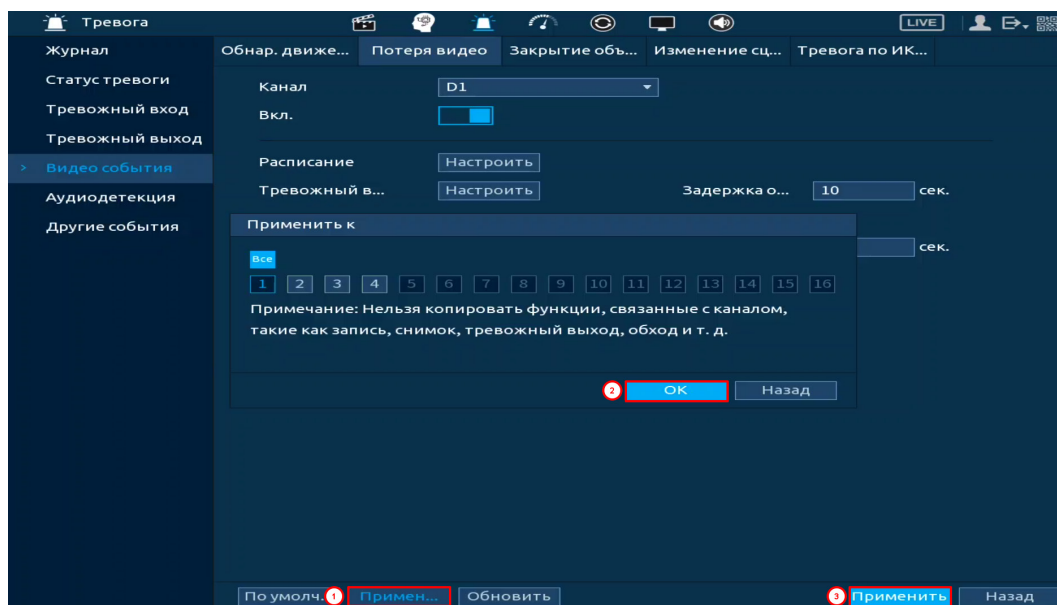 Тревога
LIVE
Журнал
Обнар. движе... Потеря видео Закрытие объ... Изменение сц... Тревога по ИК...
Статус тревоги
Канал D1
Тревожный вход
Вкл.
Тревожный выход
Расписание Настроить
Видео события
Тревожный в... Настроить Задержка о... 10 сек.
Аудиодетекция
Другие события
Применить к
сек.
Все
1 2 3 4 5 6 7 8 9 10 11 12 13 14 15 16
Примечание: Нельзя копировать функции, связанные с каналом,
такие как запись, снимок, тревожный выход, обход и т. д.
2 OK Назад
По умолч. 1 Примен... Обновить 3 Применить Назад